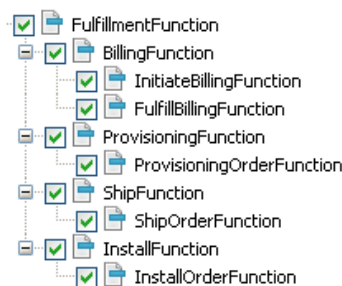 FulfillmentFunction
BillingFunction
InitiateBillingFunction
FulfillBillingFunction
ProvisioningFunction
ProvisioningOrderFunction
ShipFunction
ShipOrderFunction
InstallFunction
InstallOrderFunction